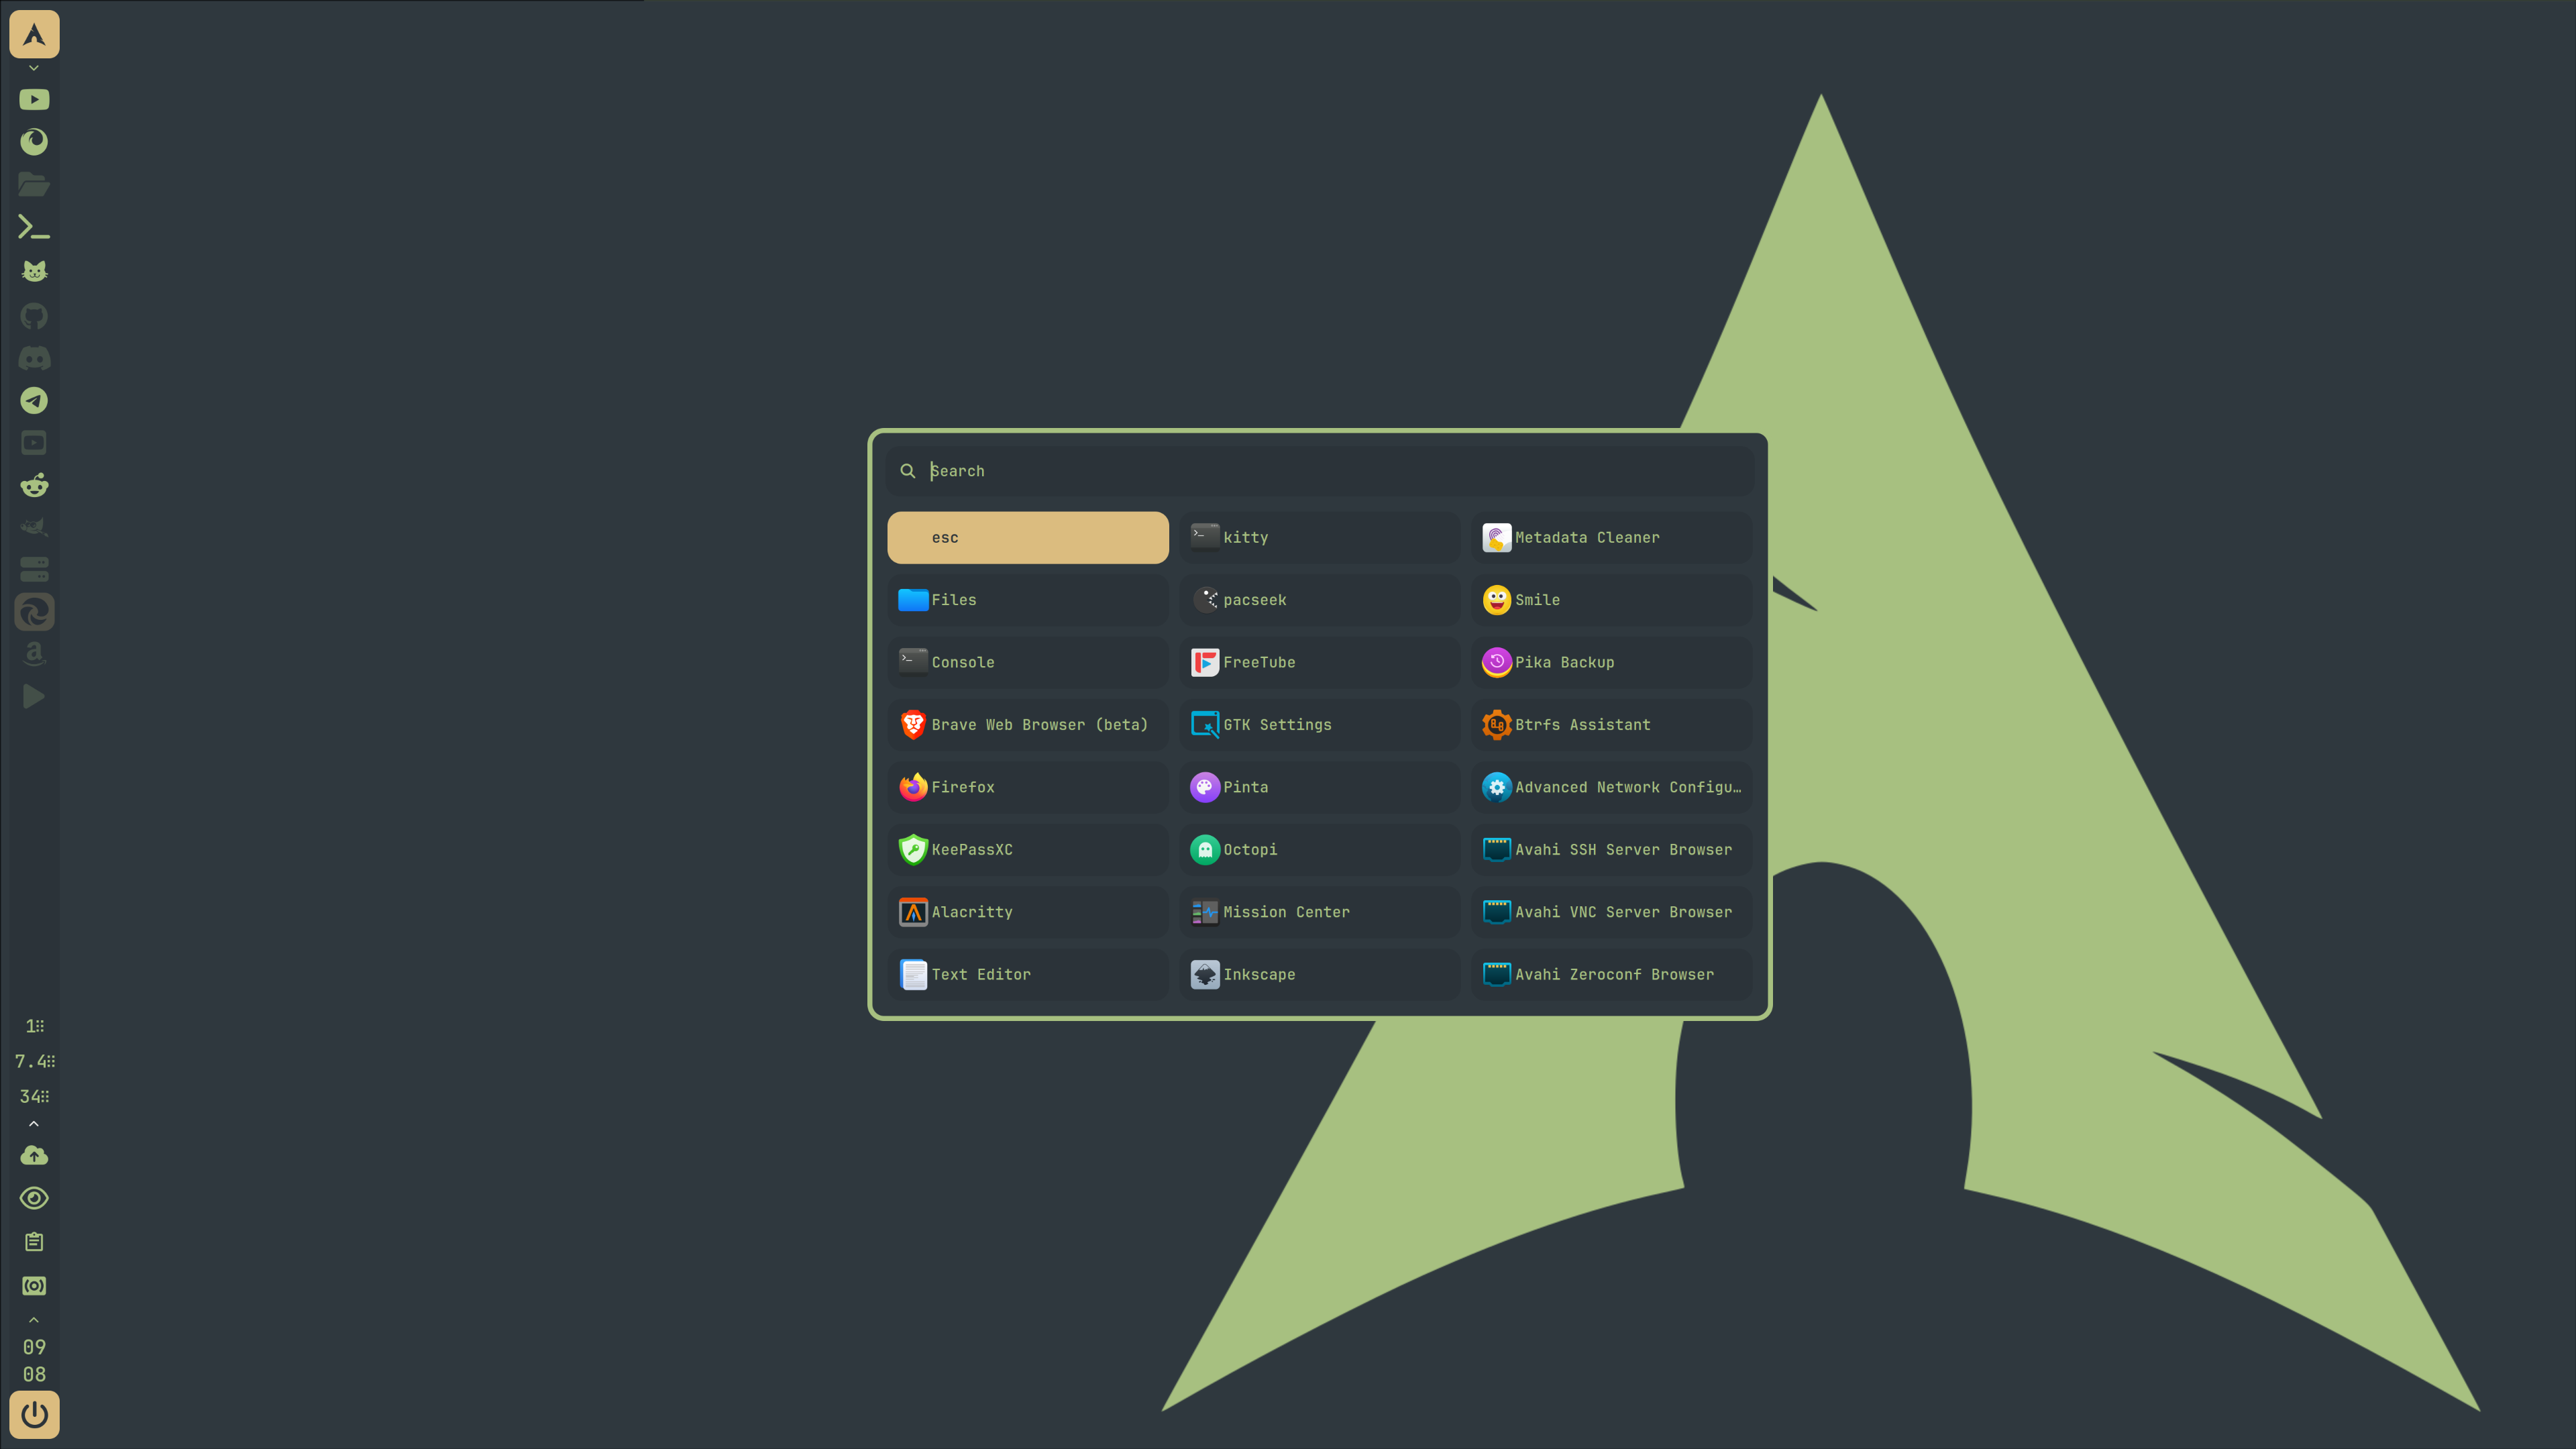 Search
esc
kitty
Metadata Cleaner
Files
pacseek
Smile
Console
FreeTube
Pika Backup
Brave Web Browser (beta)
GTK Settings
Btrfs Assistant
Firefox
Pinta
Advanced Network Configu…
KeePassXC
Octopi
Avahi SSH Server Browser
Alacritty
Mission Center
Avahi VNC Server Browser
Text Editor
Inkscape
Avahi Zeroconf Browser
1⠿
7.4⠿
34⠿
09
08